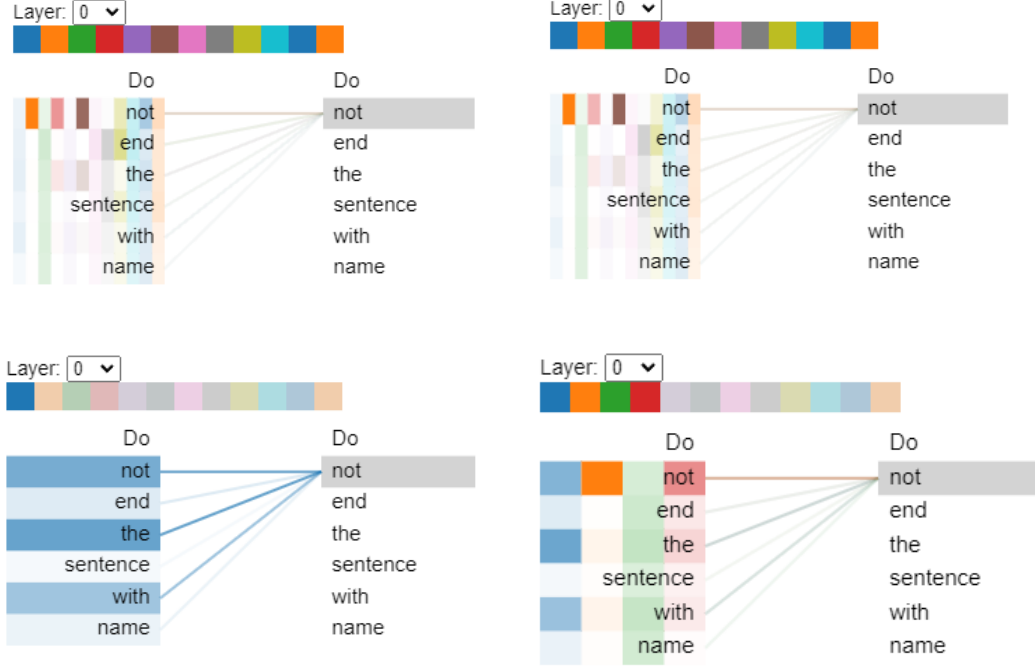 Layer: 0
Do Do
not not
end end
the the
sentence sentence
with with
name name
Layer: 0
Do Do
not not
end end
the the
sentence sentence
with with
name name
Layer: 0
Do Do
not not
end end
the the
sentence sentence
with with
name name
Layer: 0
Do Do
not not
end end
the the
sentence sentence
with with
name name